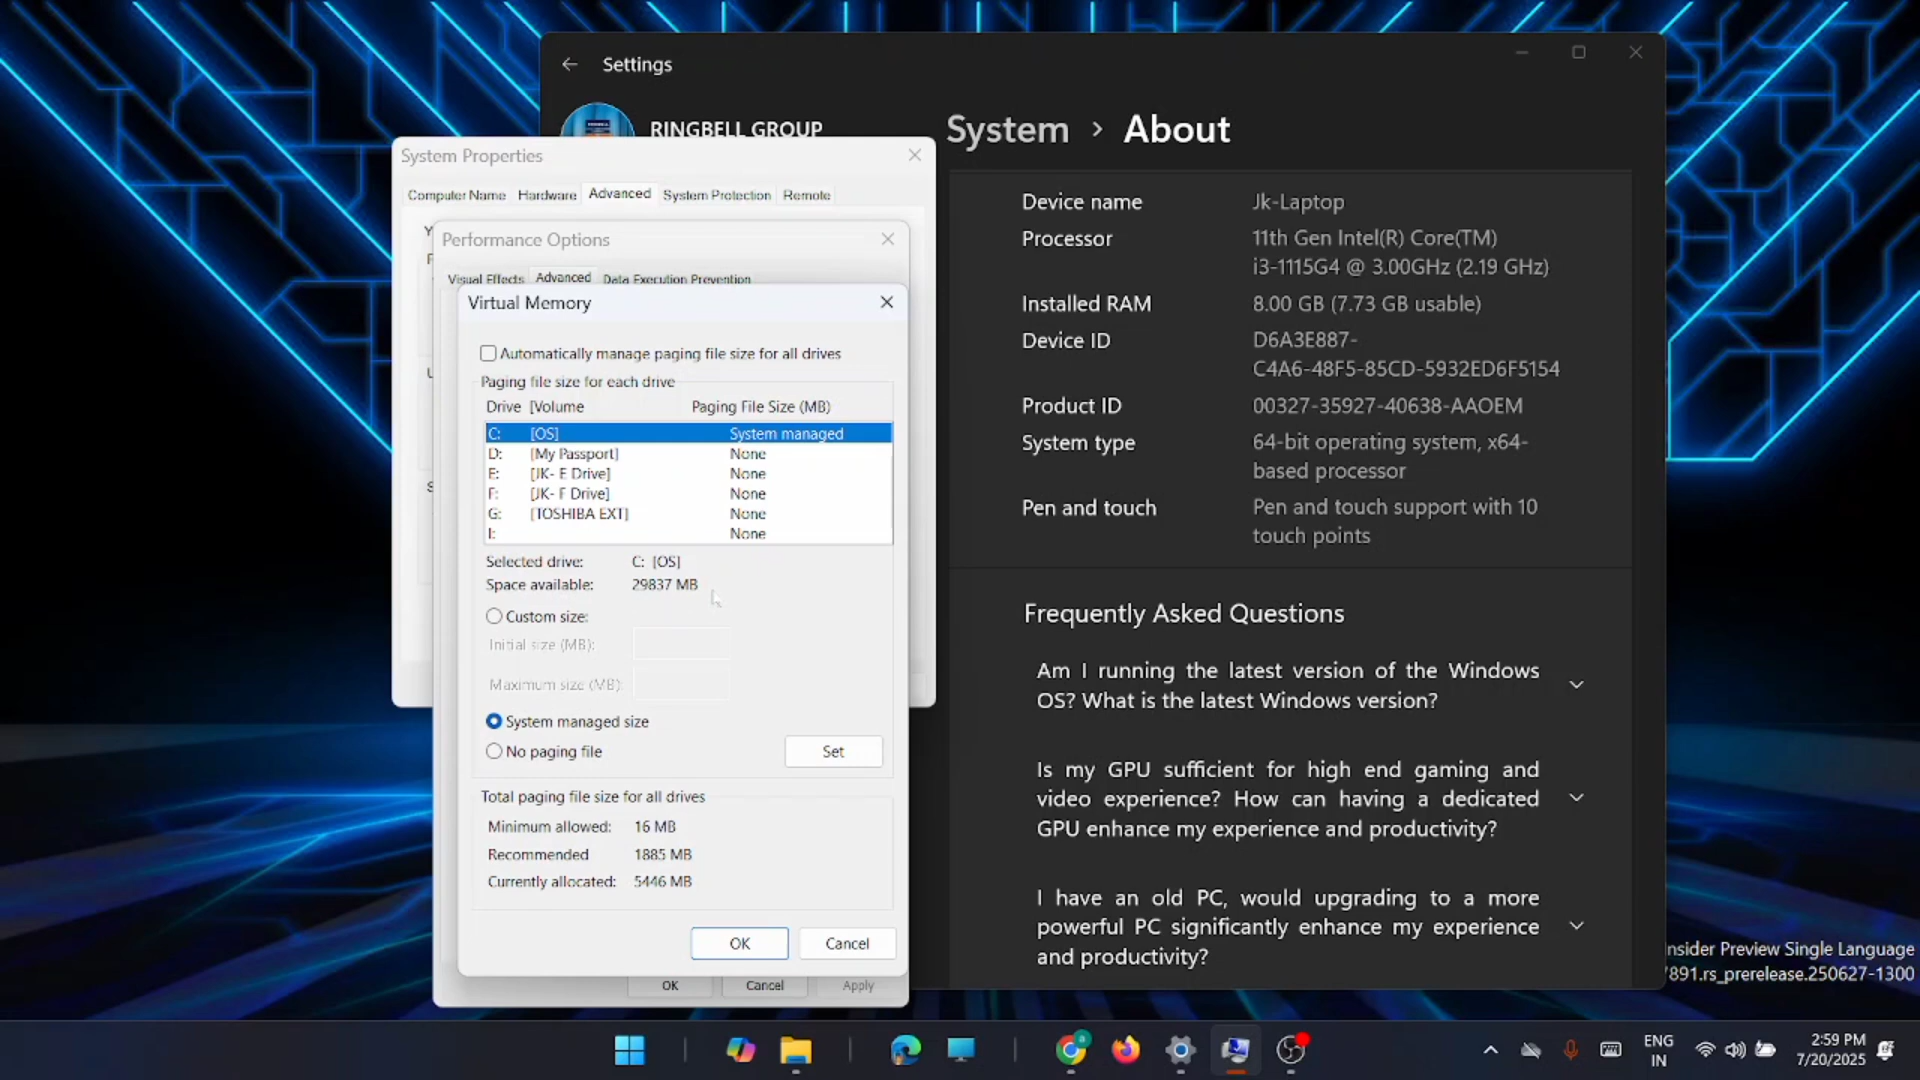 Settings
RINGBELL GROUP
System > About
System Properties
Computer Name Hardware Advanced System Protection Remote
Performance Options
Visual Effects Advanced Data Execution Prevention
Virtual Memory
Automatically manage paging file size for all drives
Paging file size for each drive
Drive [Volume Paging File Size (MB)
C: [OS] System managed
D: [My Passport] None
E: [JK- E Drive] None
F: [JK- F Drive] None
G: [TOSHIBA EXT] None
I: None
Selected drive: C: [OS]
Space available: 29837 MB
Custom size:
Initial size (MB):
Maximum size (MB):
System managed size
No paging file
Set
Total paging file size for all drives
Minimum allowed: 16 MB
Recommended 1885 MB
Currently allocated: 5446 MB
OK Cancel
OK Cancel Apply
Device name Jk-Laptop
Processor 11th Gen Intel(R) Core(TM)
i3-1115G4 @ 3.00GHz (2.19 GHz)
Installed RAM 8.00 GB (7.73 GB usable)
Device ID D6A3E887-
C4A6-48F5-85CD-5932ED6F5154
Product ID 00327-35927-40638-AAOEM
System type 64-bit operating system, x64-
based processor
Pen and touch Pen and touch support with 10
touch points
Frequently Asked Questions
Am I running the latest version of the Windows
OS? What is the latest Windows version?
Is my GPU sufficient for high end gaming and
video experience? How can having a dedicated
GPU enhance my experience and productivity?
I have an old PC, would upgrading to a more
powerful PC significantly enhance my experience
and productivity?
nsider Preview Single Language
891.rs_prerelease.250627-1300
ENG
IN
2:59 PM
7/20/2025